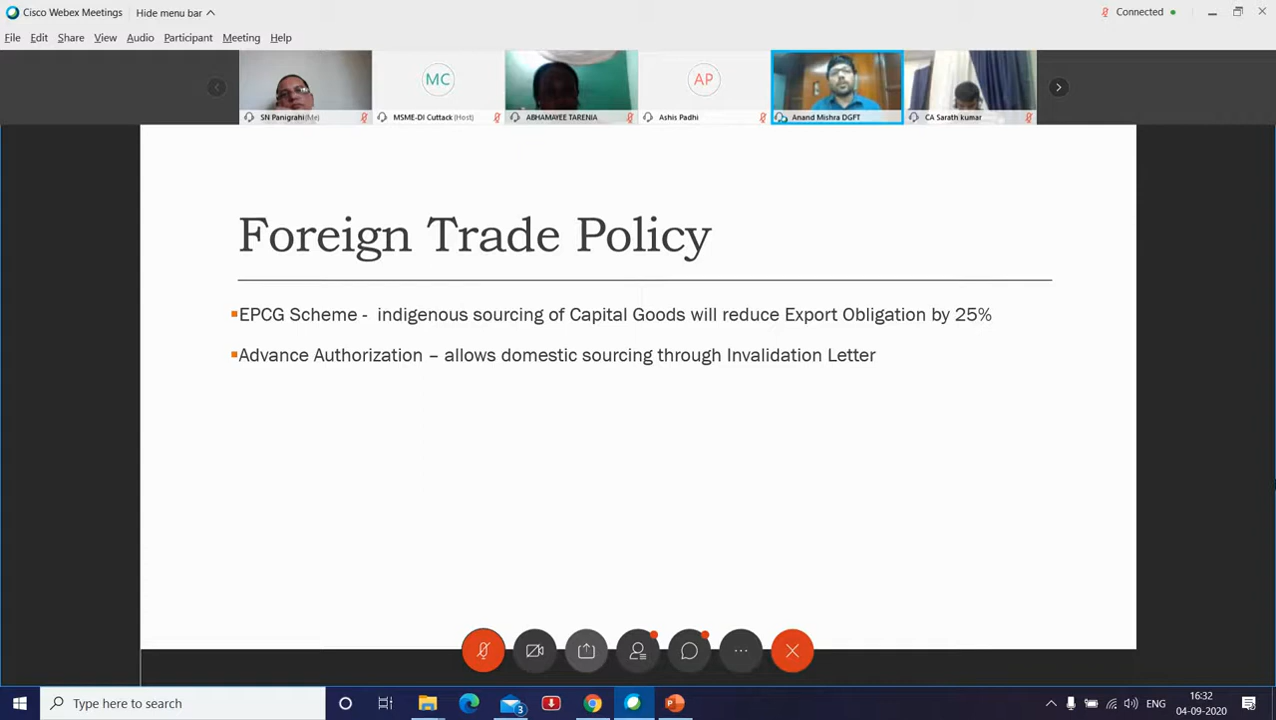 Cisco Webex Meetings Hide menu bar Connected
File Edit Share View Audio Participant Meeting Help
MC AP
SN Panigrahi(Me) MSME-DI Cuttack (Host) ABHAMAYEE TARENIA Ashis Padhi Anand Mishra DGFT CA Sarath kumar
Foreign Trade Policy
EPCG Scheme - indigenous sourcing of Capital Goods will reduce Export Obligation by 25%
Advance Authorization – allows domestic sourcing through Invalidation Letter
Type here to search 3 ENG 16:32
04-09-2020